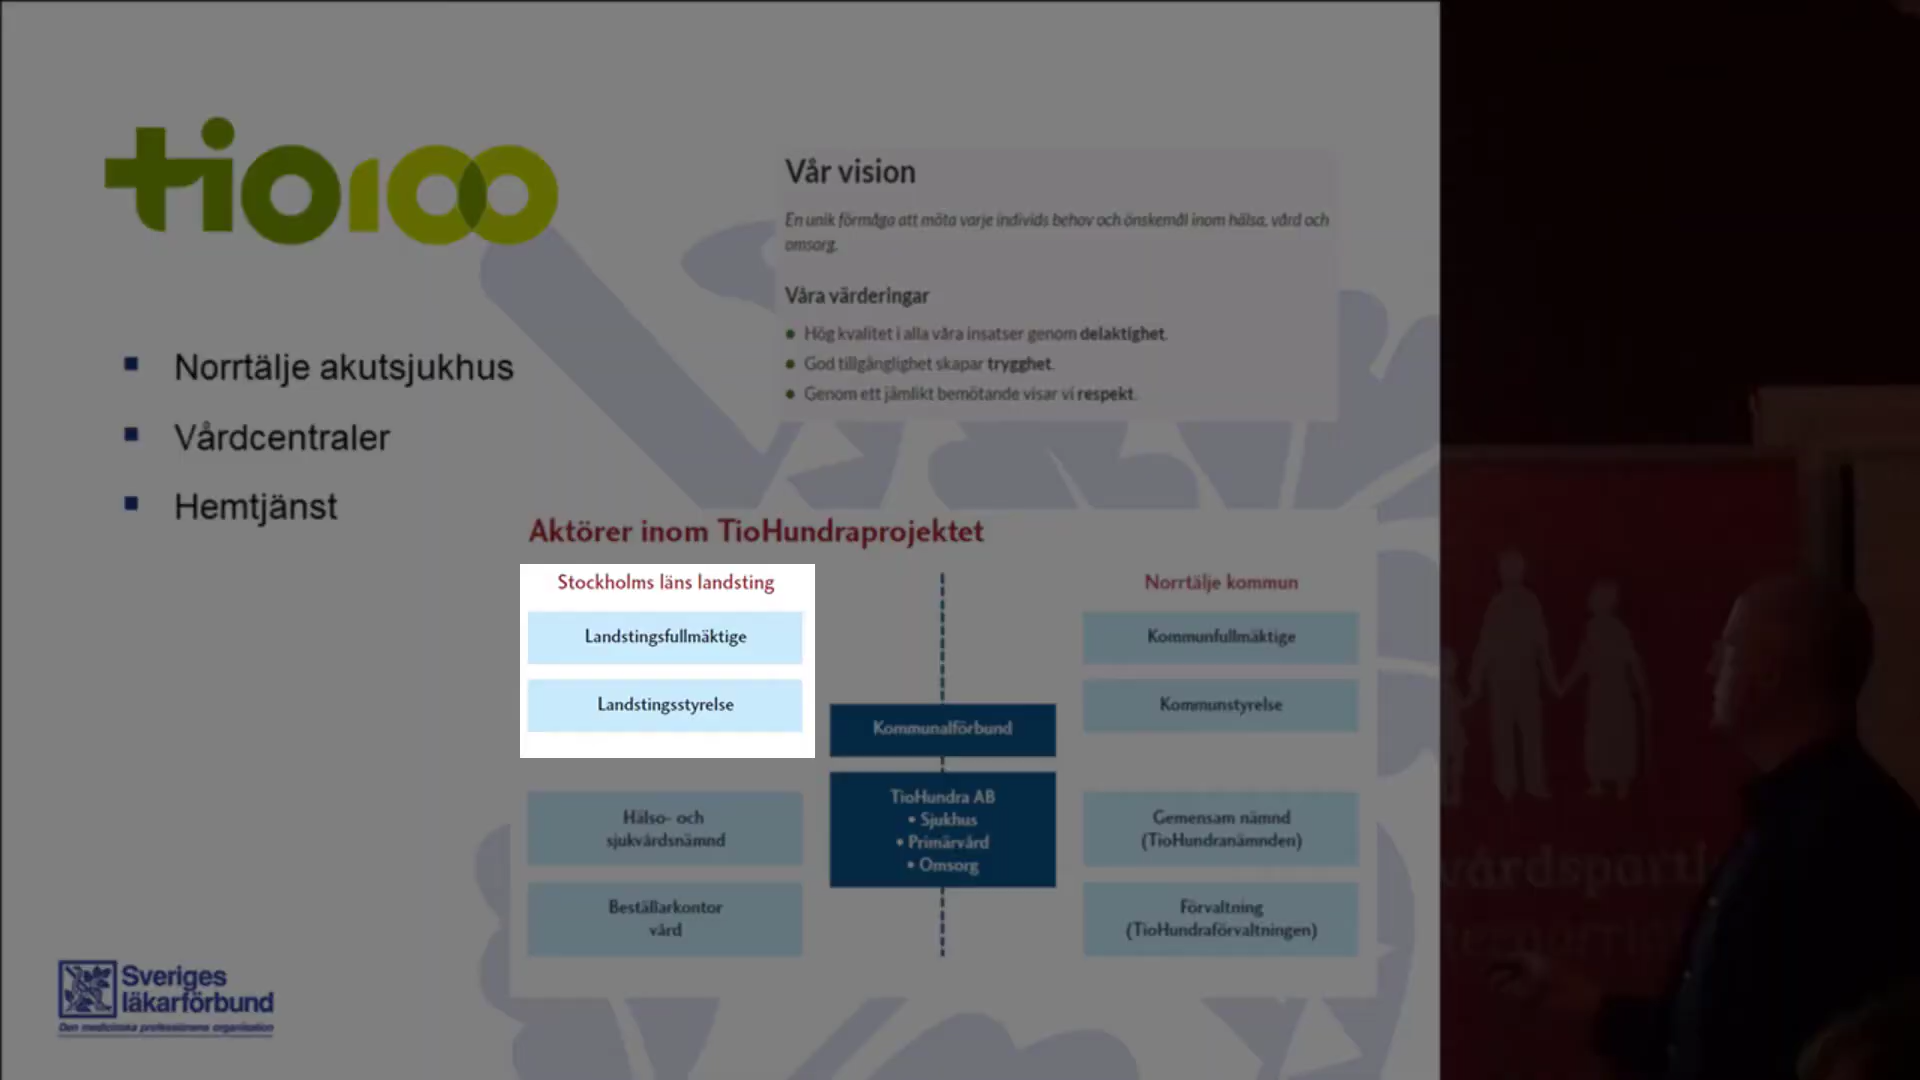 tio100
Vår vision
En unik förmåga att möta varje individs behov och önskemål inom hälsa, vård och
omsorg.
Våra värderingar
Hög kvalitet i alla våra insatser genom delaktighet.
God tillgänglighet skapar trygghet.
Genom ett jämlikt bemötande visar vi respekt.
Norrtälje akutsjukhus
Vårdcentraler
Hemtjänst
Aktörer inom TioHundraprojektet
Stockholms läns landsting
Landstingsfullmäktige
Landstingsstyrelse
Hälso- och
sjukvårdsnämnd
Beställarkontor
vård
Kommunalförbund
TioHundra AB
• Sjukhus
• Primärvård
• Omsorg
Norrtälje kommun
Kommunfullmäktige
Kommunstyrelse
Gemensam nämnd
(TioHundranämnden)
Förvaltning
(TioHundraförvaltningen)
Sveriges
läkarförbund
Den medicinska professionens organisation